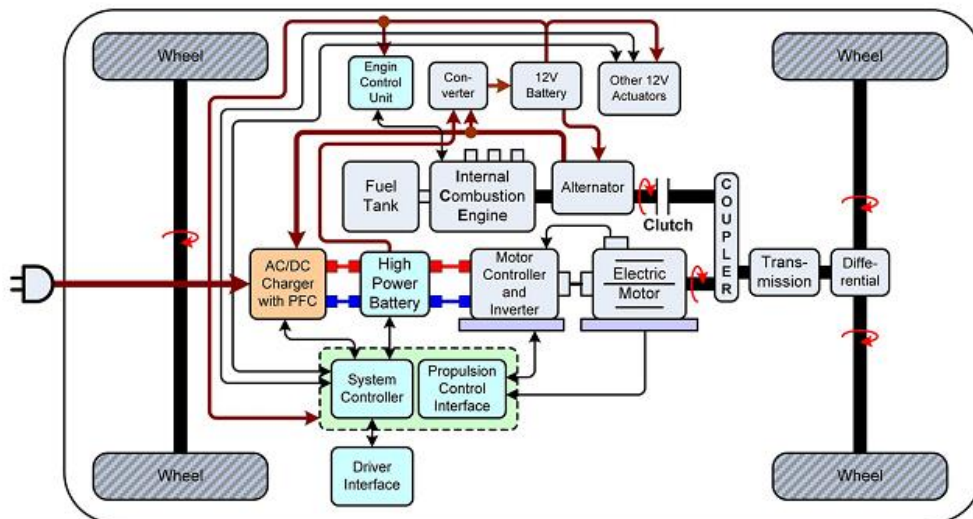 Wheel
Wheel
Engin
Control
Unit
Con-
verter
12V
Battery
Other 12V
Actuators
Fuel
Tank
Internal
Combustion
Engine
Alternator
Clutch
COUPLER
AC/DC
Charger
with PFC
High
Power
Battery
Motor
Controller
and
Inverter
Electric
Motor
Trans-
mission
Diffe-
rential
System
Controller
Propulsion
Control
Interface
Driver
Interface
Wheel
Wheel